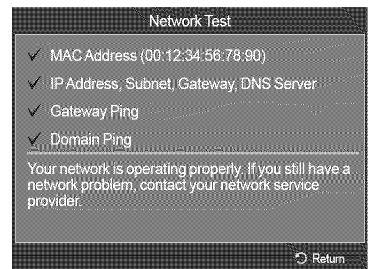 Network Test
MAC Address (00:12:34:56:78:90)
IP Address, Subnet, Gateway, DNS Server
Gateway Ping
Domain Ping
Your network is operating properly. If you still have a
network problem, contact your network service
provider.
Return